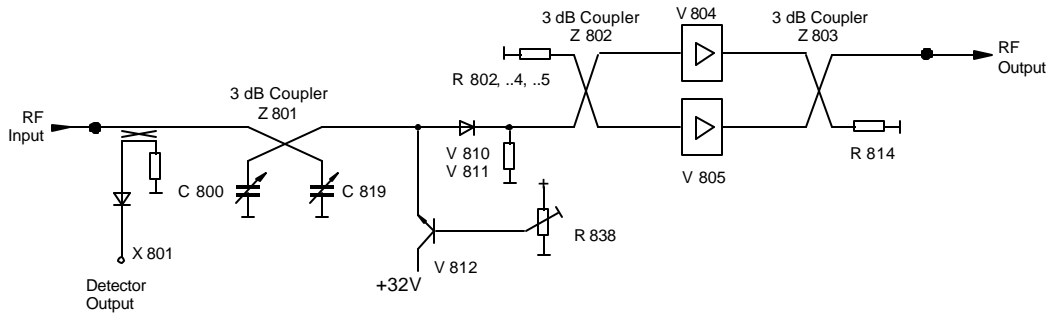 3 dB Coupler
Z 802
V 804
3 dB Coupler
Z 803
RF
Output
R 802, ..4, ..5
3 dB Coupler
Z 801
RF
Input
V 810
V 811
R 814
V 805
C 800
C 819
R 838
X 801
V 812
+32V
Detector
Output